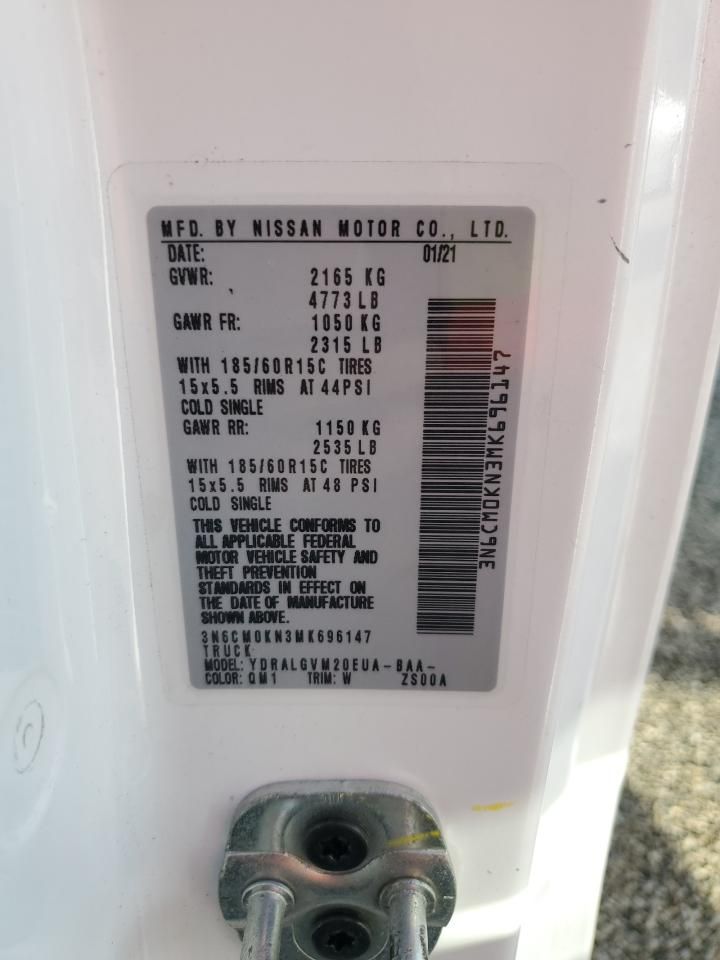 MFD. BY NISSAN MOTOR CO., LTD.
DATE: 01/21
GVWR: 2165 KG
4773 LB
GAWR FR: 1050 KG
2315 LB
WITH 185/60R15C TIRES
15x5.5 RIMS AT 44PSI
COLD SINGLE
GAWR RR: 1150 KG
2535 LB
WITH 185/60R15C TIRES
15x5.5 RIMS AT 48 PSI
COLD SINGLE
THIS VEHICLE CONFORMS TO
ALL APPLICABLE FEDERAL
MOTOR VEHICLE SAFETY AND
THEFT PREVENTION
STANDARDS IN EFFECT ON
THE DATE OF MANUFACTURE
SHOWN ABOVE.
3N6CM0KN3MK696147
TRUCK
MODEL: YDRALGVM20EUA-BAA-
COLOR: QM1 TRIM: W ZS00A
3N6CM0KN3MK696147